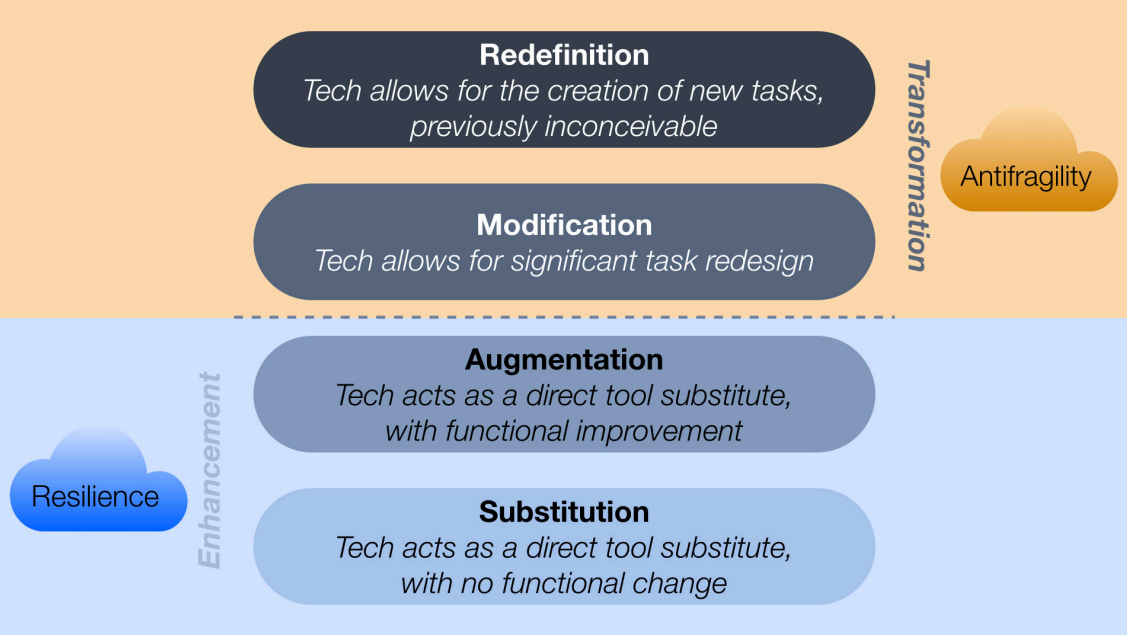 Redefinition
Tech allows for the creation of new tasks,
previously inconceivable
Transformation
Antifragility
Modification
Tech allows for significant task redesign
Augmentation
Tech acts as a direct tool substitute,
with functional improvement
Enhancement
Resilience
Substitution
Tech acts as a direct tool substitute,
with no functional change